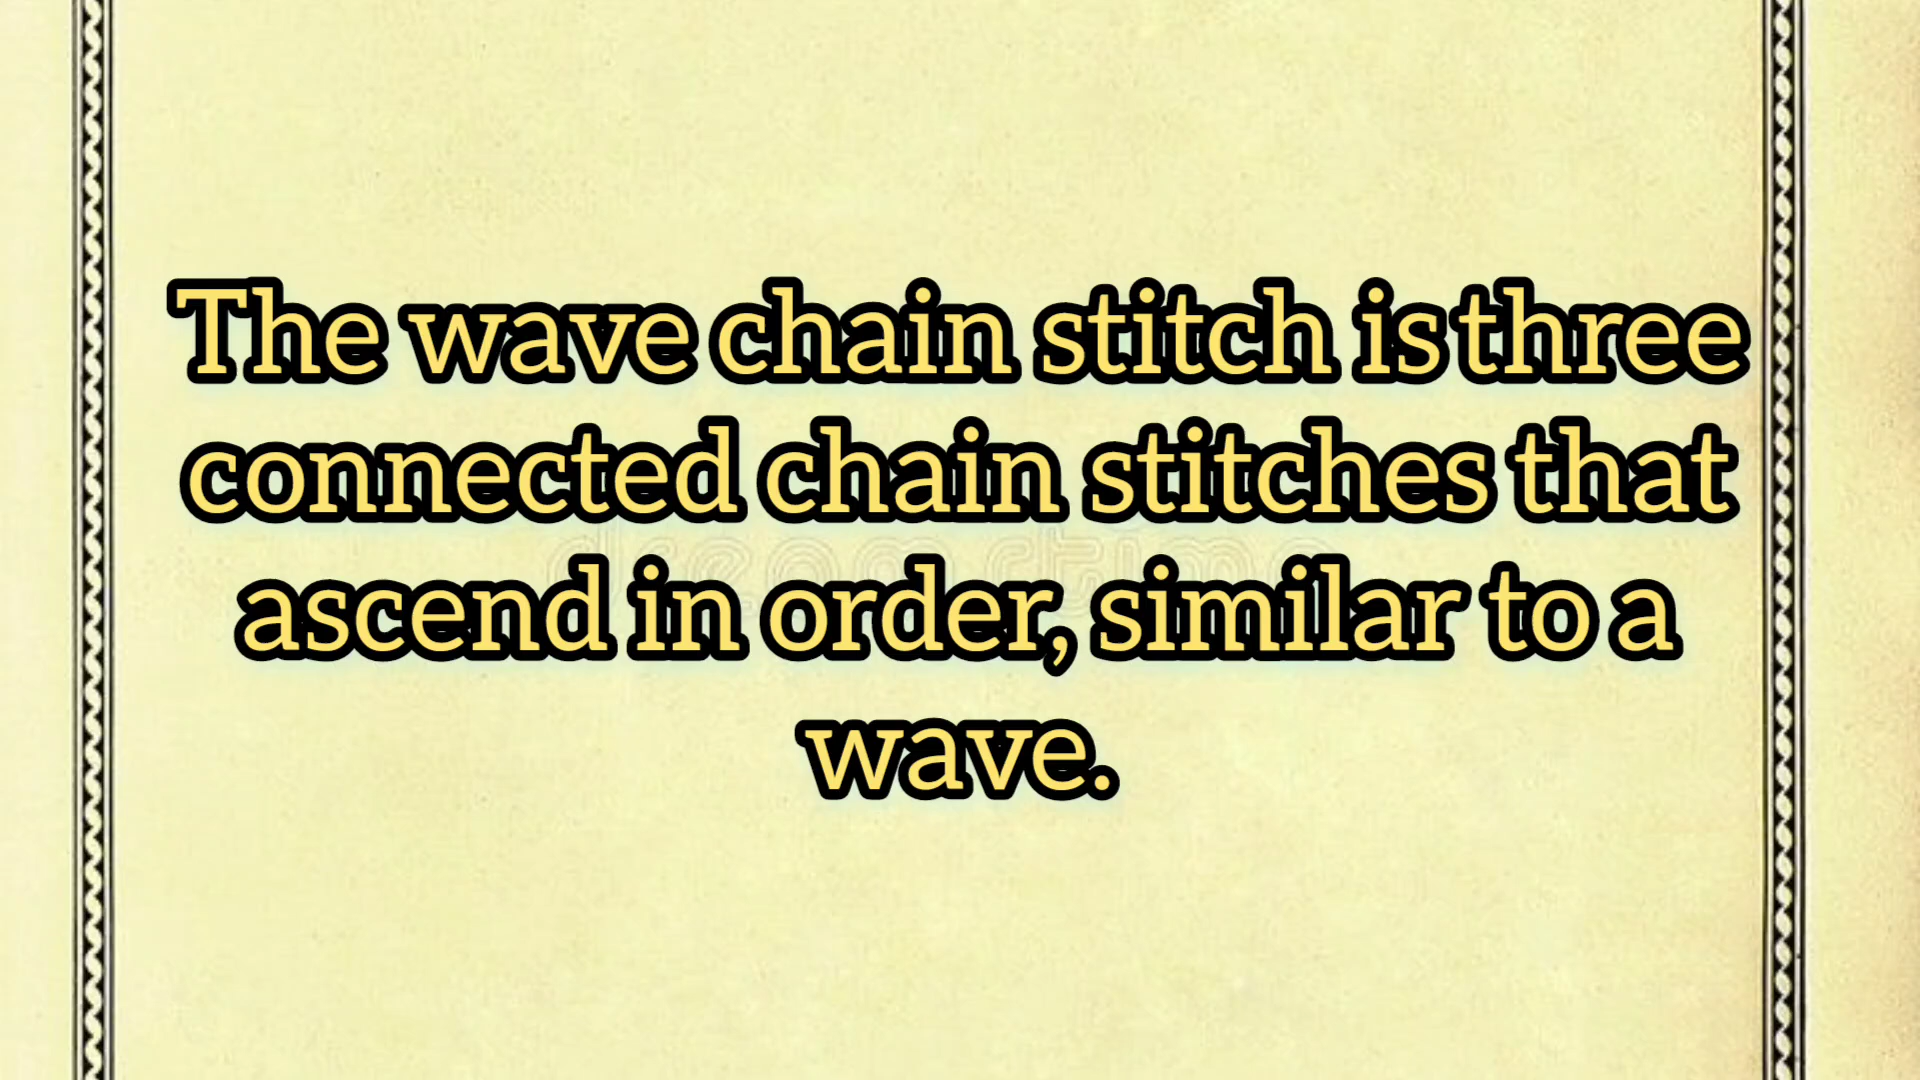 The wave chain stitch is three
connected chain stitches that
ascend in order, similar to a
wave.